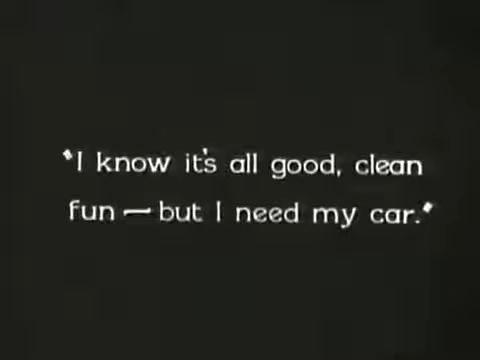 "I know it's all good, clean
fun — but I need my car."